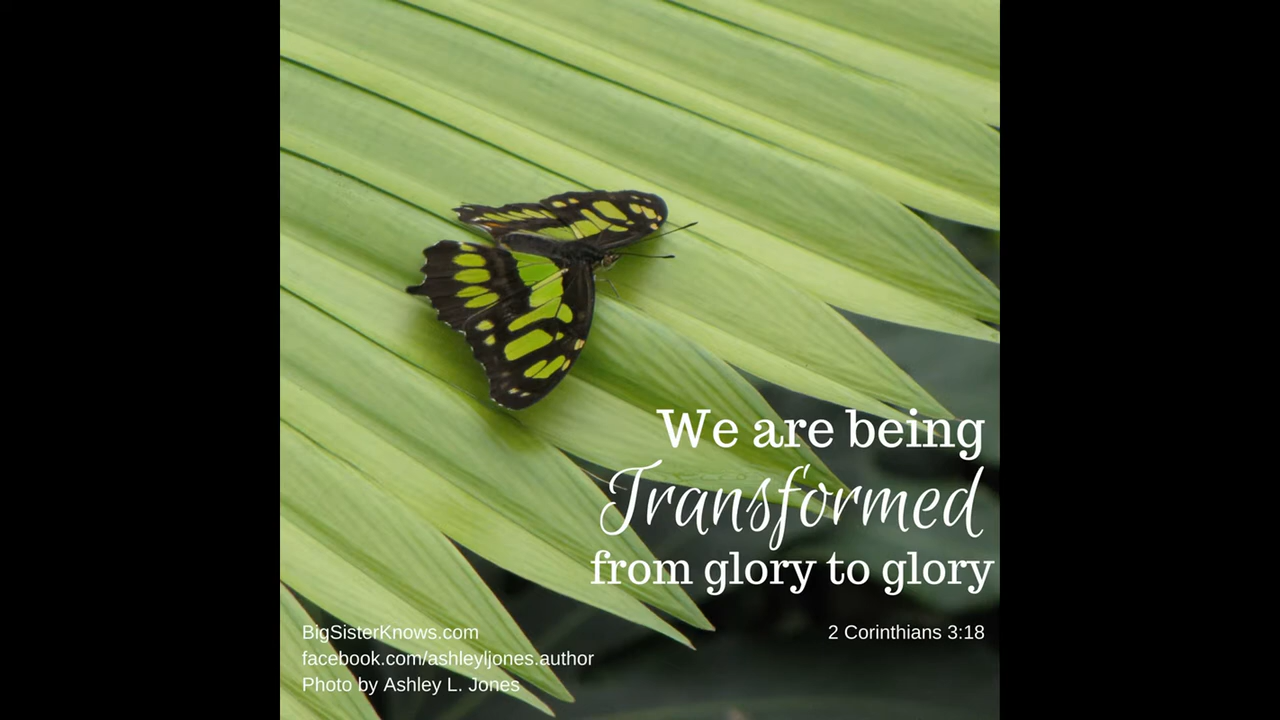 We are being
Transformed
from glory to glory
2 Corinthians 3:18
BigSisterKnows.com
facebook.com/ashleyljones.author
Photo by Ashley L. Jones